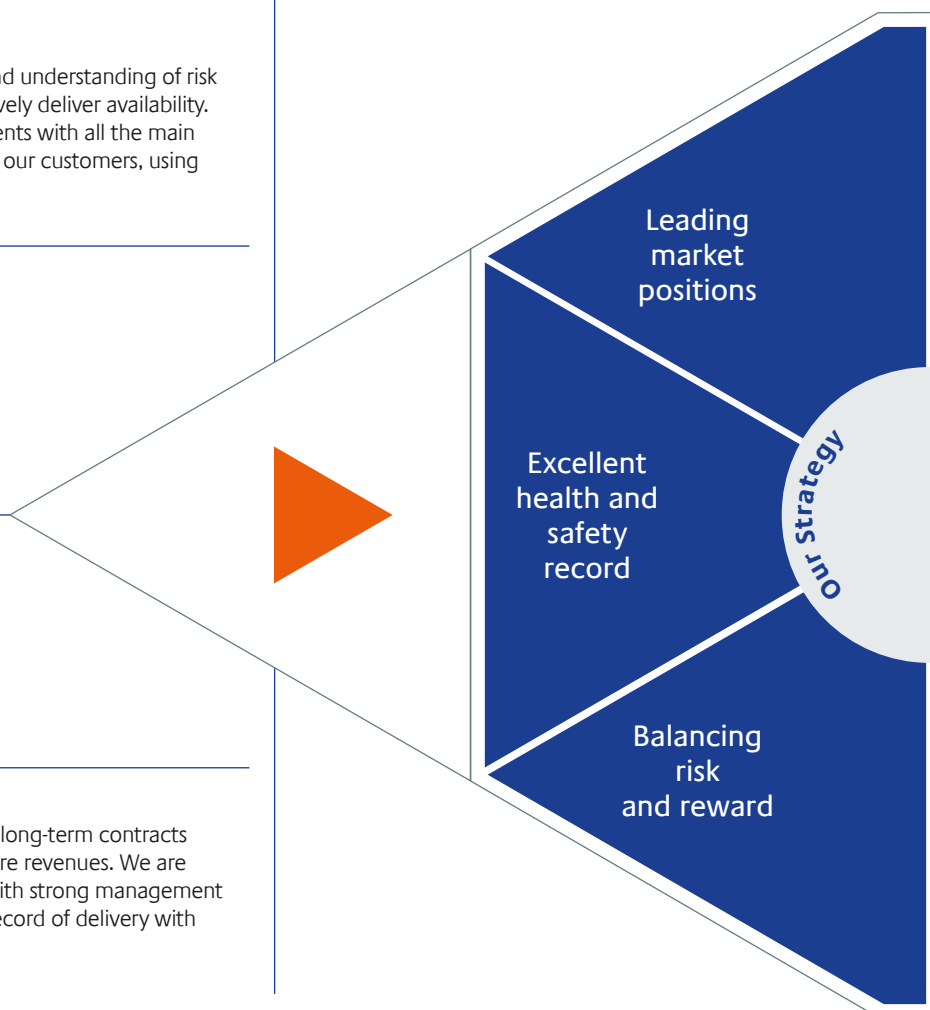 nd understanding of risk
vely deliver availability.
ents with all the main
our customers, using
Leading
market
positions
Excellent
health and
safety
record
Our Strategy
Balancing
risk
and reward
long-term contracts
re revenues. We are
ith strong management
ecord of delivery with